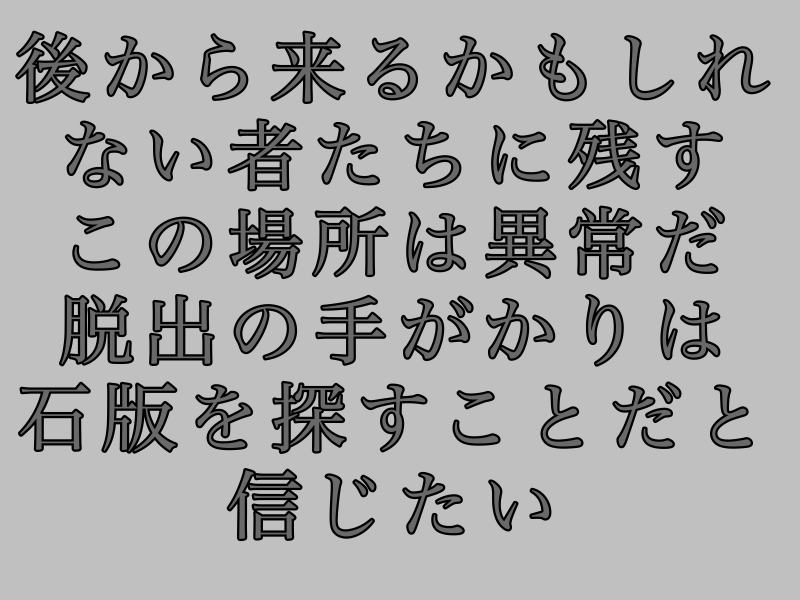 後から来るかもしれ
ない者たちに残す
この場所は異常だ
脱出の手がかりは
石版を探すことだと
信じたい